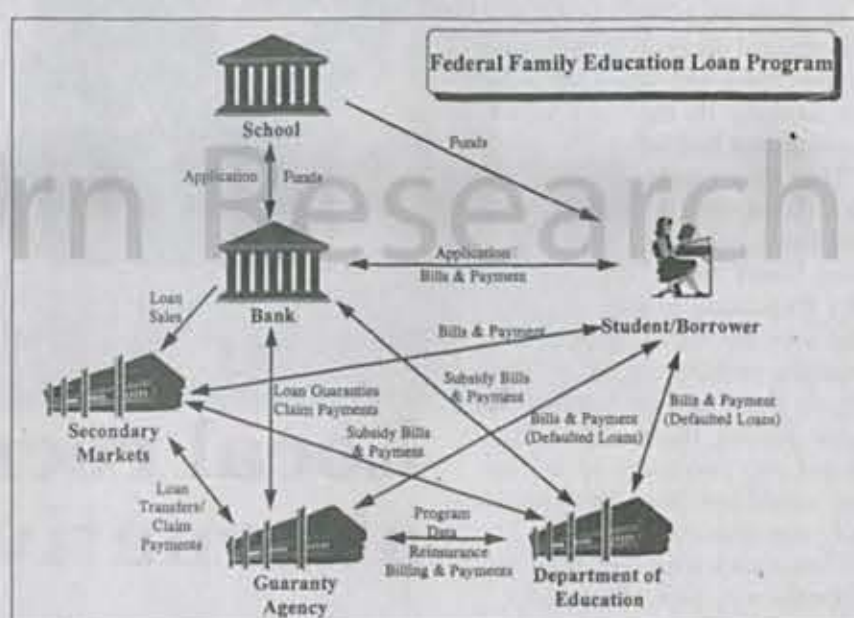 Federal Family Education Loan Program
School
Funds
Application Funds
Application
Bills & Payment
Bank
Student/Borrower
Loan
Sales
Bills & Payment
Loan Guaranties
Claim Payments
Subsidy Bills
& Payment
Bills & Payment
(Defaulted Loans)
Bills & Payment
(Defaulted Loans)
Secondary
Markets
Subsidy Bills
& Payment
Loan
Transfers/
Claim
Payments
Program
Data
Reinsurance
Billing & Payments
Guaranty
Agency
Department of
Education
rn Research